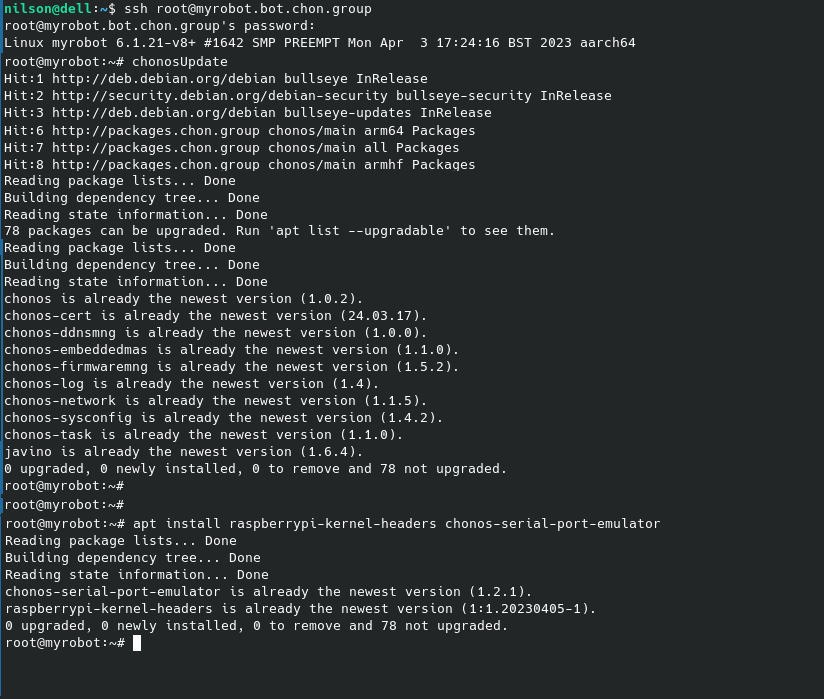 nilson@dell:~$ ssh root@myrobot.bot.chon.group
root@myrobot.bot.chon.group's password:
Linux myrobot 6.1.21-v8+ #1642 SMP PREEMPT Mon Apr  3 17:24:16 BST 2023 aarch64
root@myrobot:~# chonosUpdate
Hit:1 http://deb.debian.org/debian bullseye InRelease
Hit:2 http://security.debian.org/debian-security bullseye-security InRelease
Hit:3 http://deb.debian.org/debian bullseye-updates InRelease
Hit:6 http://packages.chon.group chonos/main arm64 Packages
Hit:7 http://packages.chon.group chonos/main all Packages
Hit:8 http://packages.chon.group chonos/main armhf Packages
Reading package lists... Done
Building dependency tree... Done
Reading state information... Done
78 packages can be upgraded. Run 'apt list --upgradable' to see them.
Reading package lists... Done
Building dependency tree... Done
Reading state information... Done
chonos is already the newest version (1.0.2).
chonos-cert is already the newest version (24.03.17).
chonos-ddnsmng is already the newest version (1.0.0).
chonos-embeddedmas is already the newest version (1.1.0).
chonos-firmwaremng is already the newest version (1.5.2).
chonos-log is already the newest version (1.4).
chonos-network is already the newest version (1.1.5).
chonos-sysconfig is already the newest version (1.4.2).
chonos-task is already the newest version (1.1.0).
javino is already the newest version (1.6.4).
0 upgraded, 0 newly installed, 0 to remove and 78 not upgraded.
root@myrobot:~#
root@myrobot:~#
root@myrobot:~# apt install raspberrypi-kernel-headers chonos-serial-port-emulator
Reading package lists... Done
Building dependency tree... Done
Reading state information... Done
chonos-serial-port-emulator is already the newest version (1.2.1).
raspberrypi-kernel-headers is already the newest version (1:1.20230405-1).
0 upgraded, 0 newly installed, 0 to remove and 78 not upgraded.
root@myrobot:~#